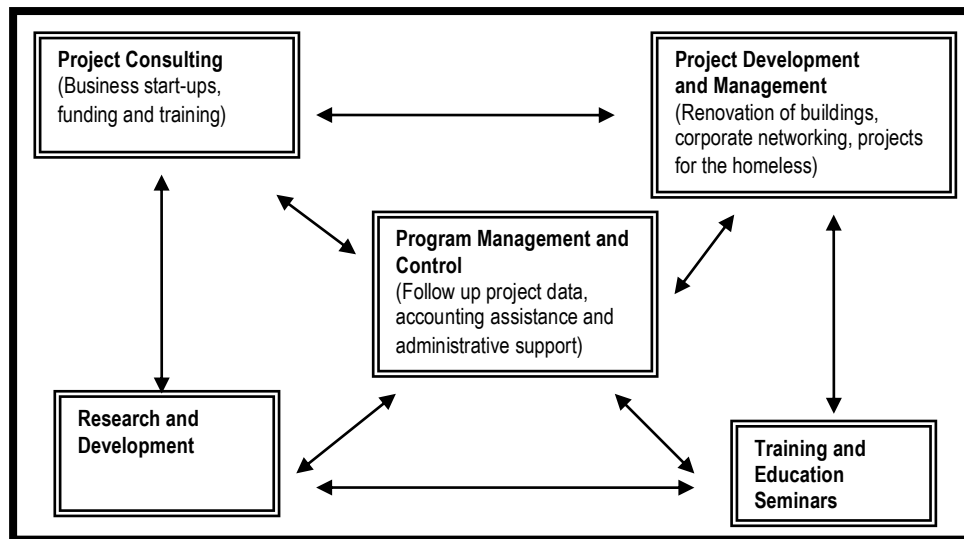 Project Consulting
(Business start-ups,
funding and training)
Project Development
and Management
(Renovation of buildings,
corporate networking, projects
for the homeless)
Program Management and
Control
(Follow up project data,
accounting assistance and
administrative support)
Research and
Development
Training and
Education
Seminars